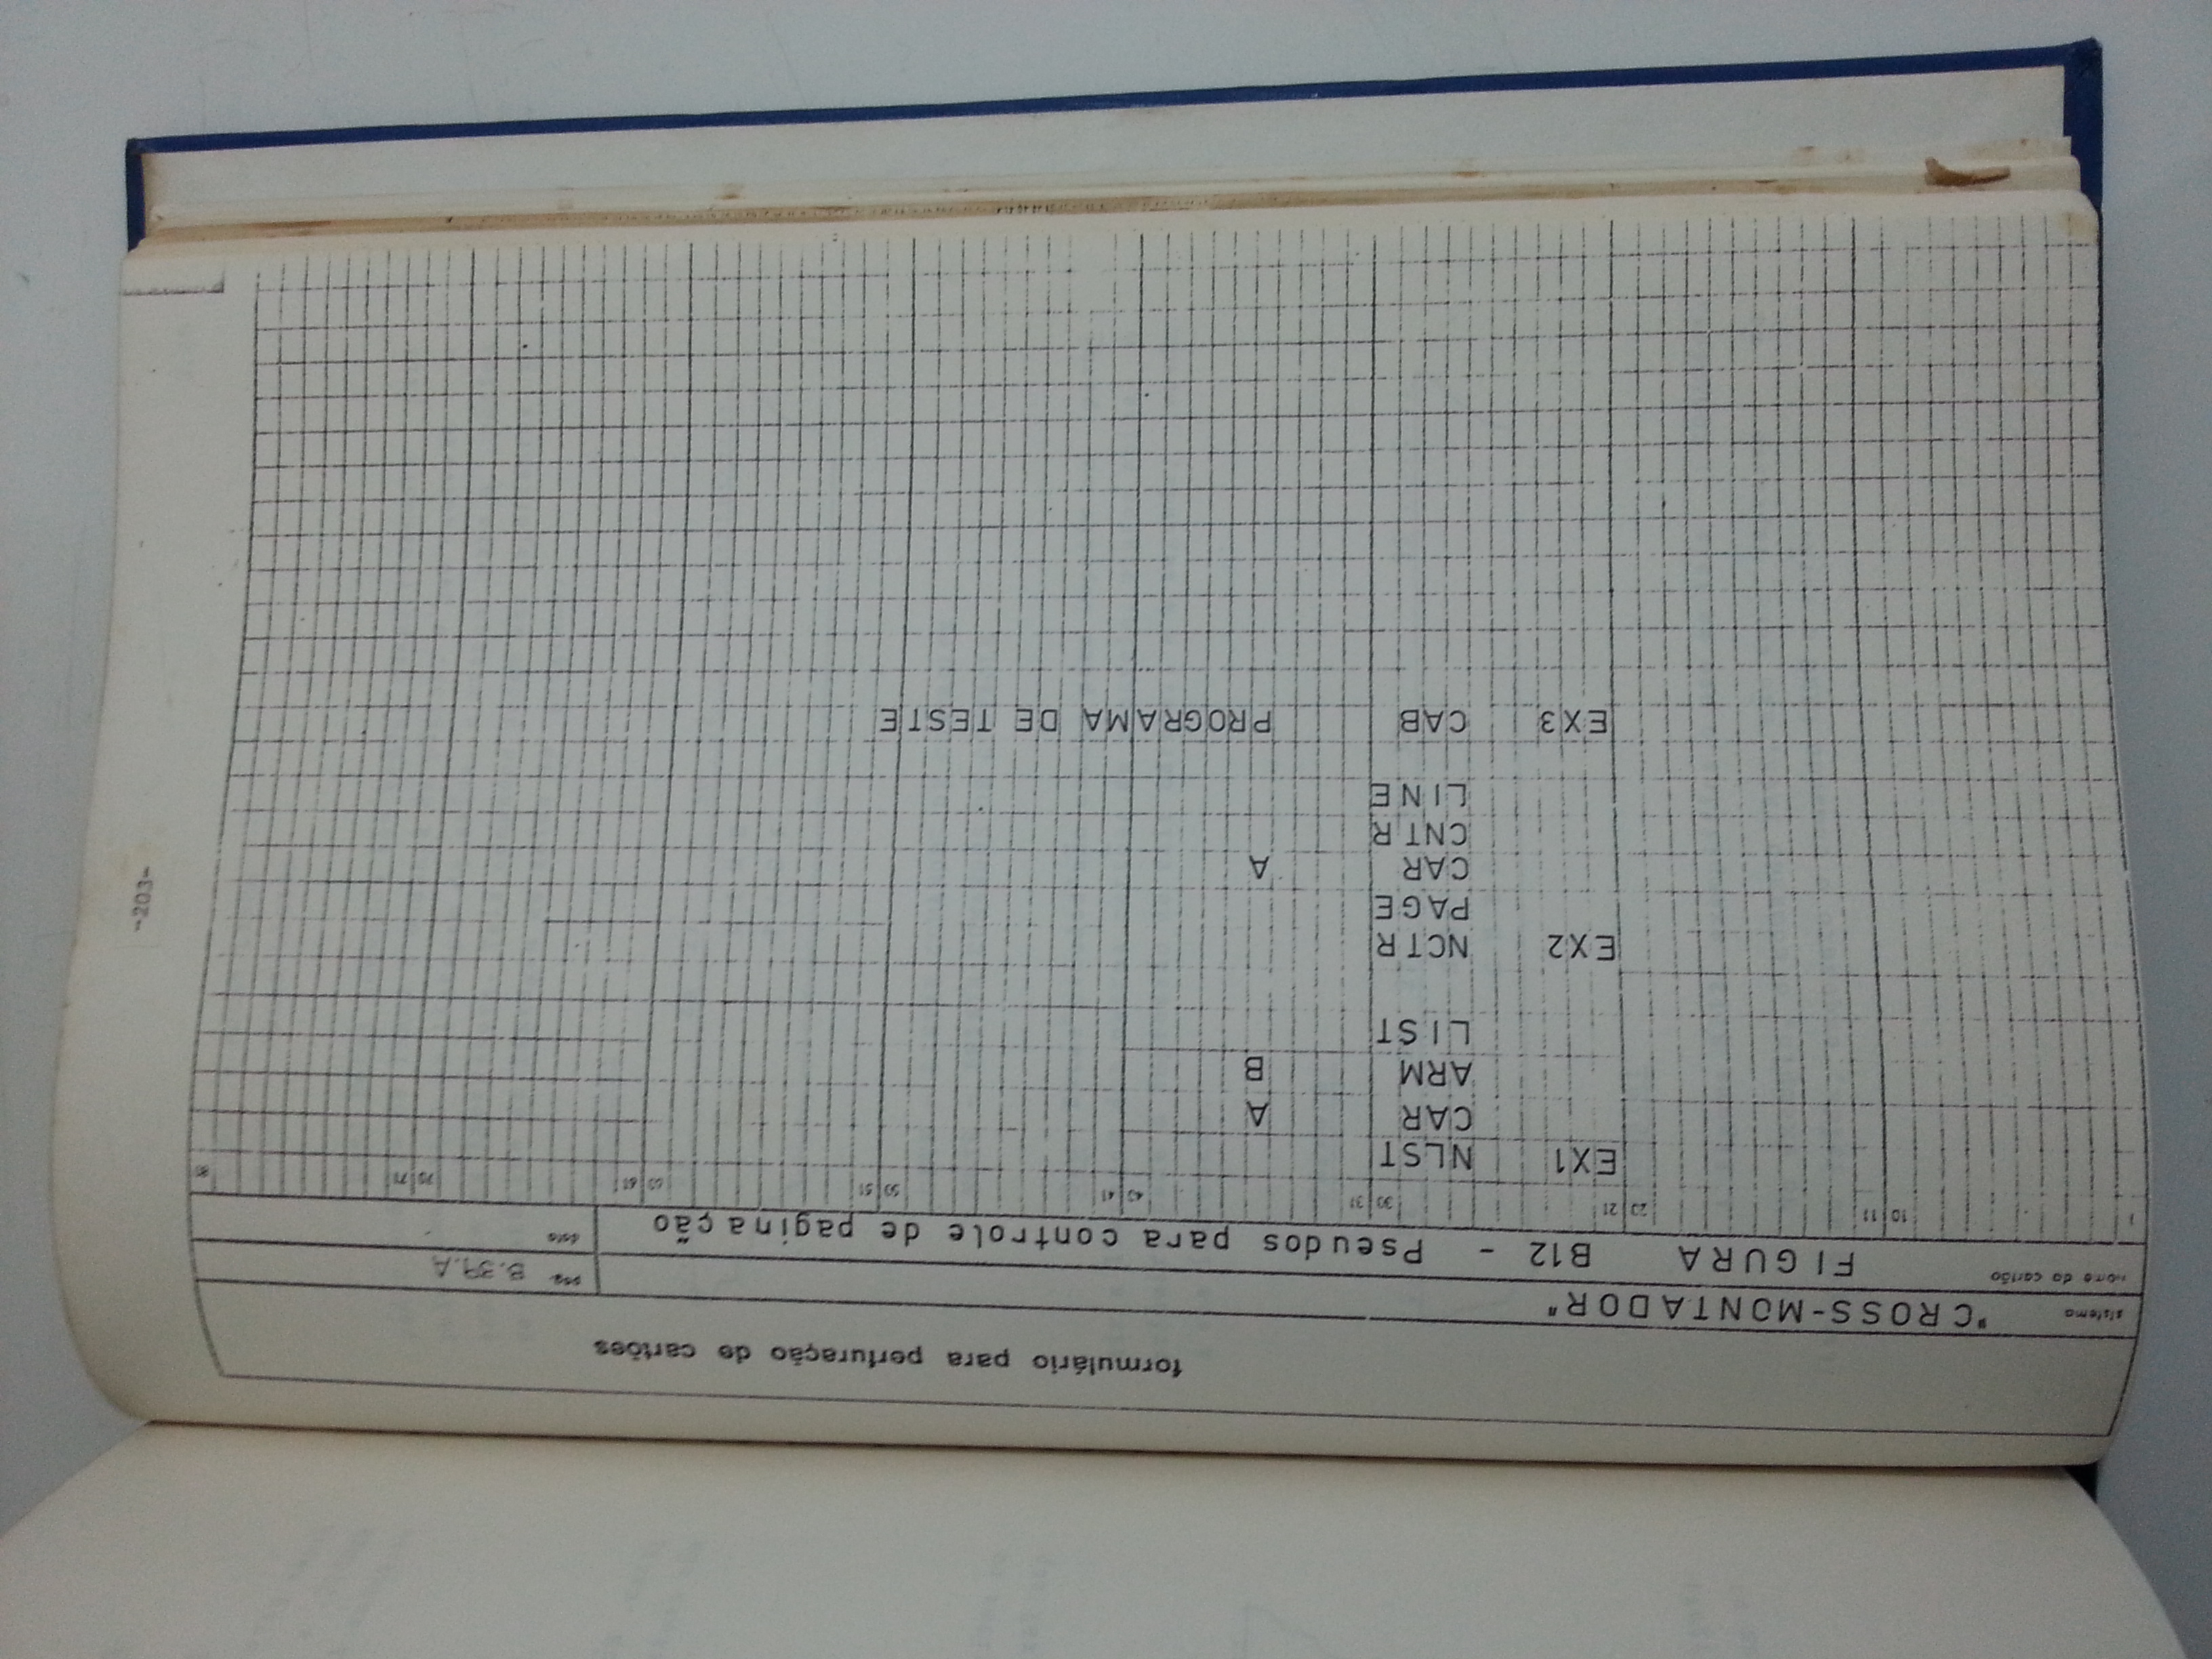 -203-
formulário para perfuração de cartões
sistema "CROSS-MONTADOR" pág. B.39.A
nome do cartão FIGURA B12 - Pseudos para controle de paginação data
1 10 11 20 21 30 31 40 41 50 51 60 61 70 71 80
EX1 NLST
CAR A
ARM B
LIST
EX2 NCTR
PAGE
CAR A
CNTR
LINE
EX3 CAB PROGRAMA DE TESTE